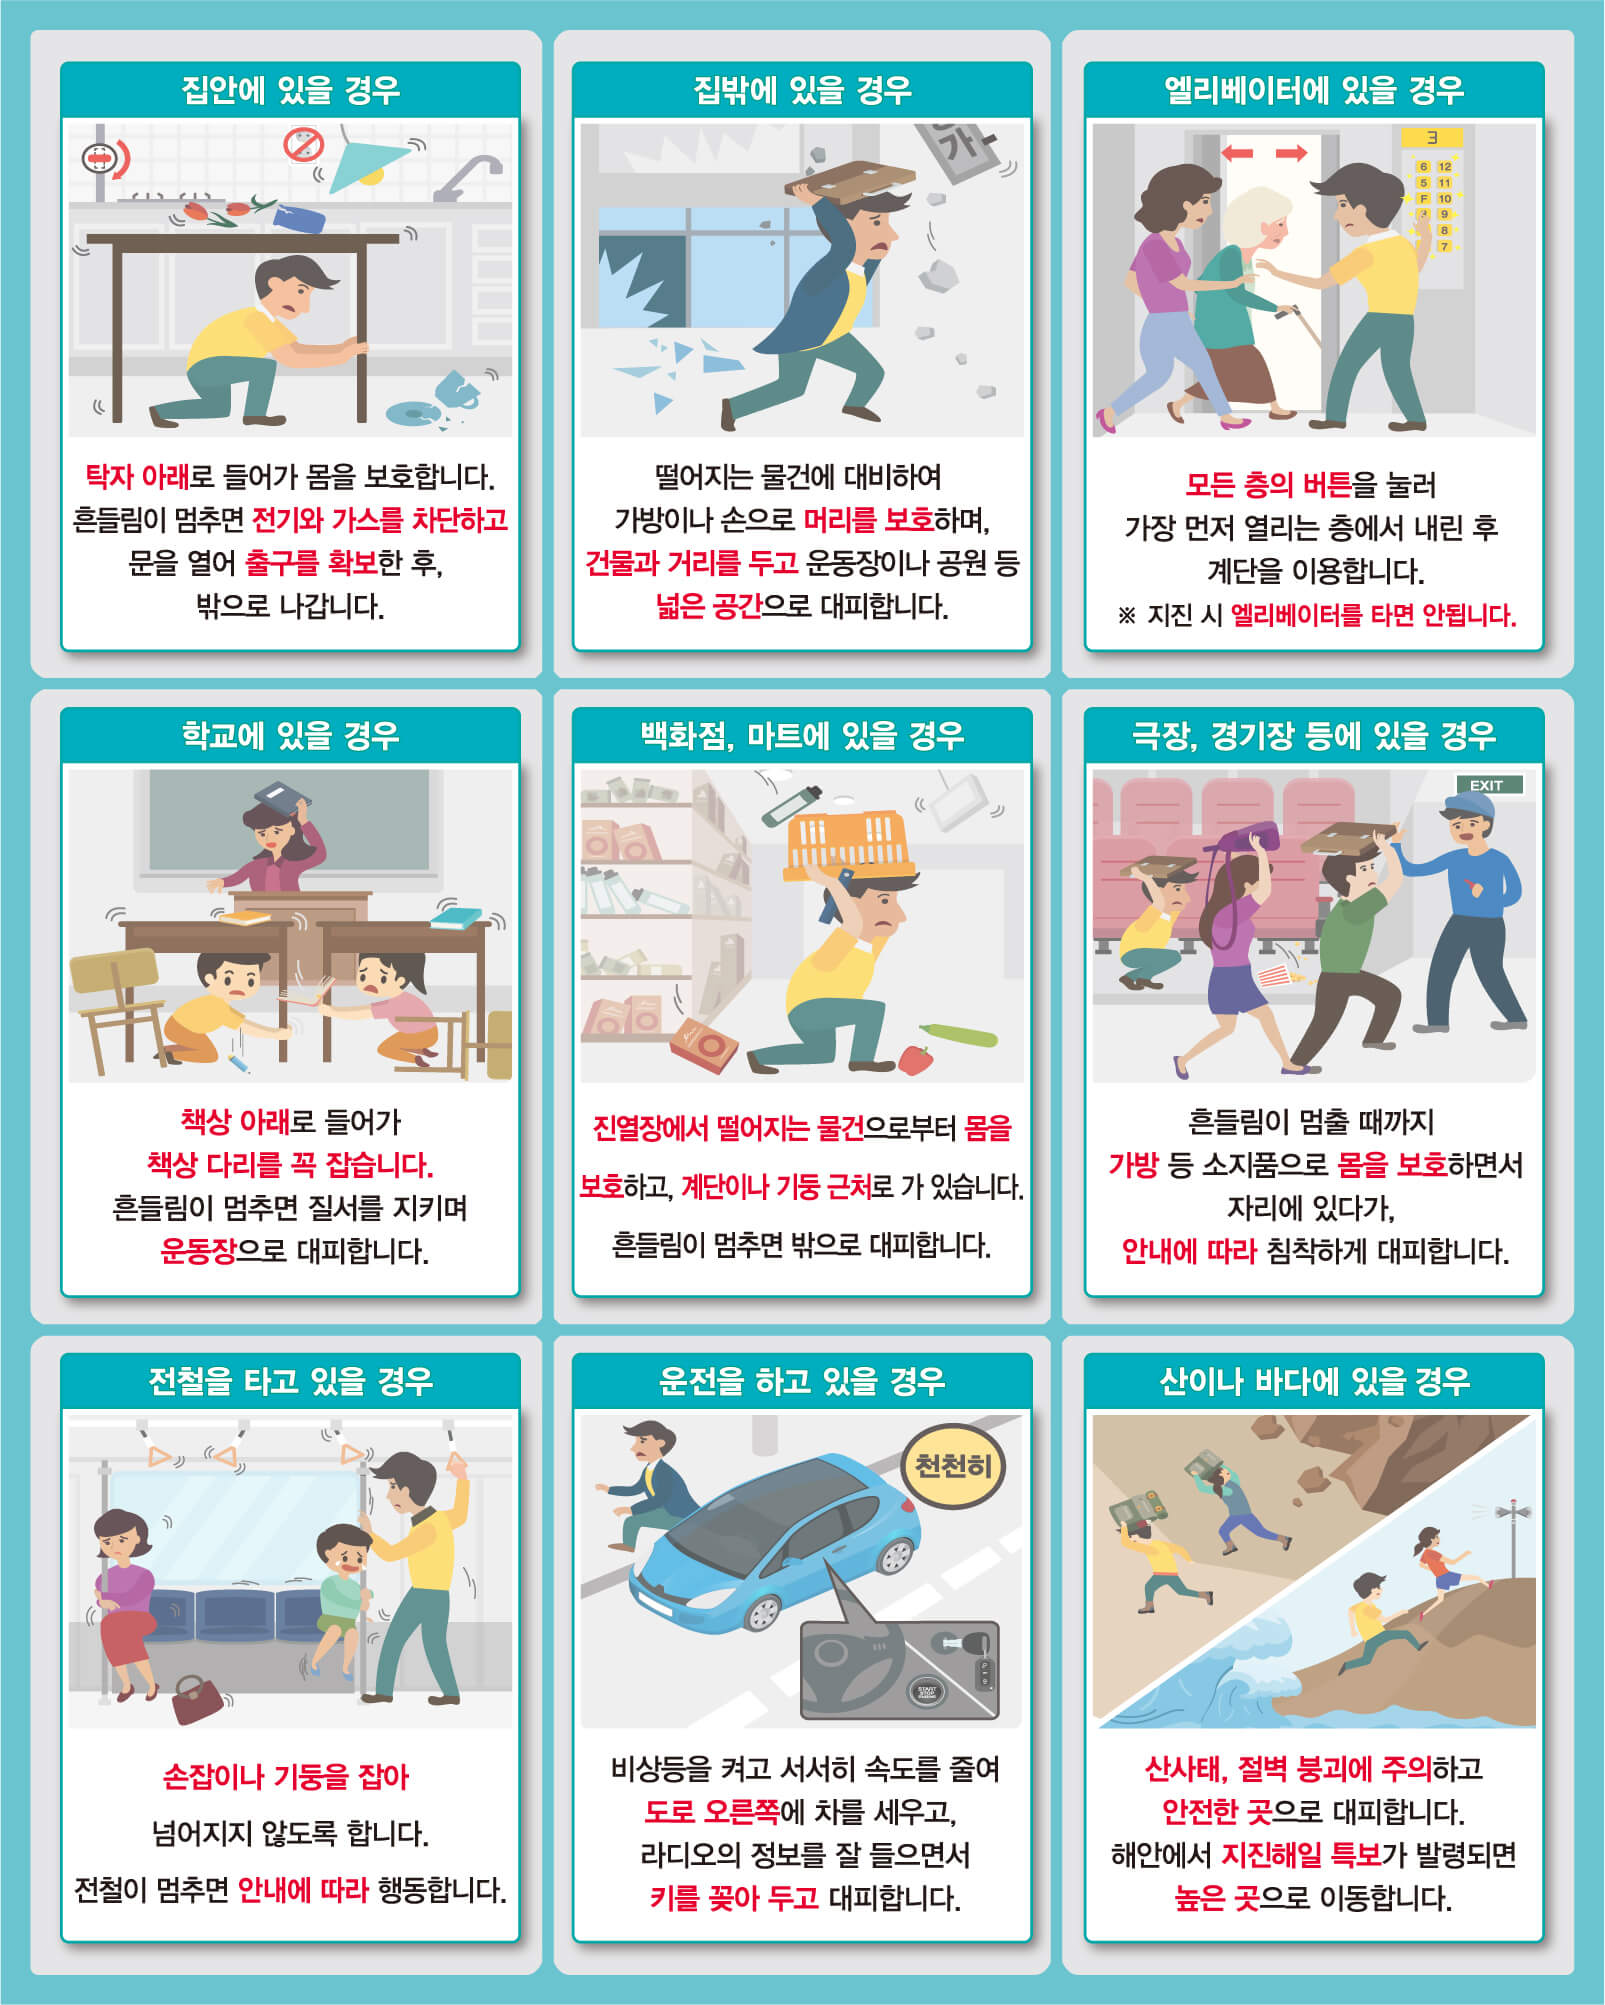 집안에 있을 경우
탁자 아래로 들어가 몸을 보호합니다.
흔들림이 멈추면 전기와 가스를 차단하고
문을 열어 출구를 확보한 후,
밖으로 나갑니다.
집밖에 있을 경우
가
떨어지는 물건에 대비하여
가방이나 손으로 머리를 보호하며,
건물과 거리를 두고 운동장이나 공원 등
넓은 공간으로 대피합니다.
엘리베이터에 있을 경우
3
6 12
5 11
F 10
9
8
7
모든 층의 버튼을 눌러
가장 먼저 열리는 층에서 내린 후
계단을 이용합니다.
※ 지진 시 엘리베이터를 타면 안됩니다.
학교에 있을 경우
책상 아래로 들어가
책상 다리를 꼭 잡습니다.
흔들림이 멈추면 질서를 지키며
운동장으로 대피합니다.
백화점, 마트에 있을 경우
진열장에서 떨어지는 물건으로부터 몸을
보호하고, 계단이나 기둥 근처로 가 있습니다.
흔들림이 멈추면 밖으로 대피합니다.
극장, 경기장 등에 있을 경우
EXIT
흔들림이 멈출 때까지
가방 등 소지품으로 몸을 보호하면서
자리에 있다가,
안내에 따라 침착하게 대피합니다.
전철을 타고 있을 경우
손잡이나 기둥을 잡아
넘어지지 않도록 합니다.
전철이 멈추면 안내에 따라 행동합니다.
운전을 하고 있을 경우
천천히
START
STOP
비상등을 켜고 서서히 속도를 줄여
도로 오른쪽에 차를 세우고,
라디오의 정보를 잘 들으면서
키를 꽂아 두고 대피합니다.
산이나 바다에 있을 경우
산사태, 절벽 붕괴에 주의하고
안전한 곳으로 대피합니다.
해안에서 지진해일 특보가 발령되면
높은 곳으로 이동합니다.